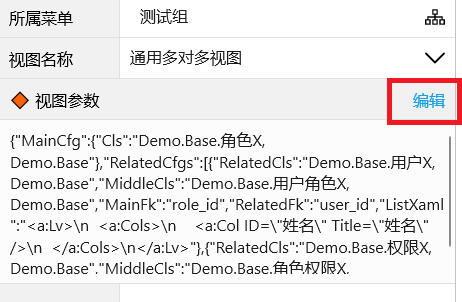 所属菜单 测试组
视图名称 通用多对多视图
视图参数 编辑
{"MainCfg":{"Cls":"Demo.Base.角色X,
Demo.Base"},"RelatedCfgs":[{"RelatedCls":"Demo.Base.用户X,
Demo.Base","MiddleCls":"Demo.Base.用户角色X,
Demo.Base","MainFk":"role_id","RelatedFk":"user_id","ListXaml
":"<a:Lv>\n  <a:Cols>\n    <a:Col ID=\"姓名\" Title=\"姓名\"
/>\n  </a:Cols>\n</a:Lv>"},{"RelatedCls":"Demo.Base.权限X,
Demo.Base","MiddleCls":"Demo.Base.角色权限X,